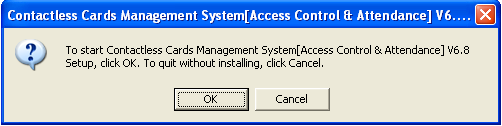 Contactless Cards Management System[Access Control & Attendance] V6....
To start Contactless Cards Management System[Access Control & Attendance] V6.8
Setup, click OK. To quit without installing, click Cancel.
OK
Cancel